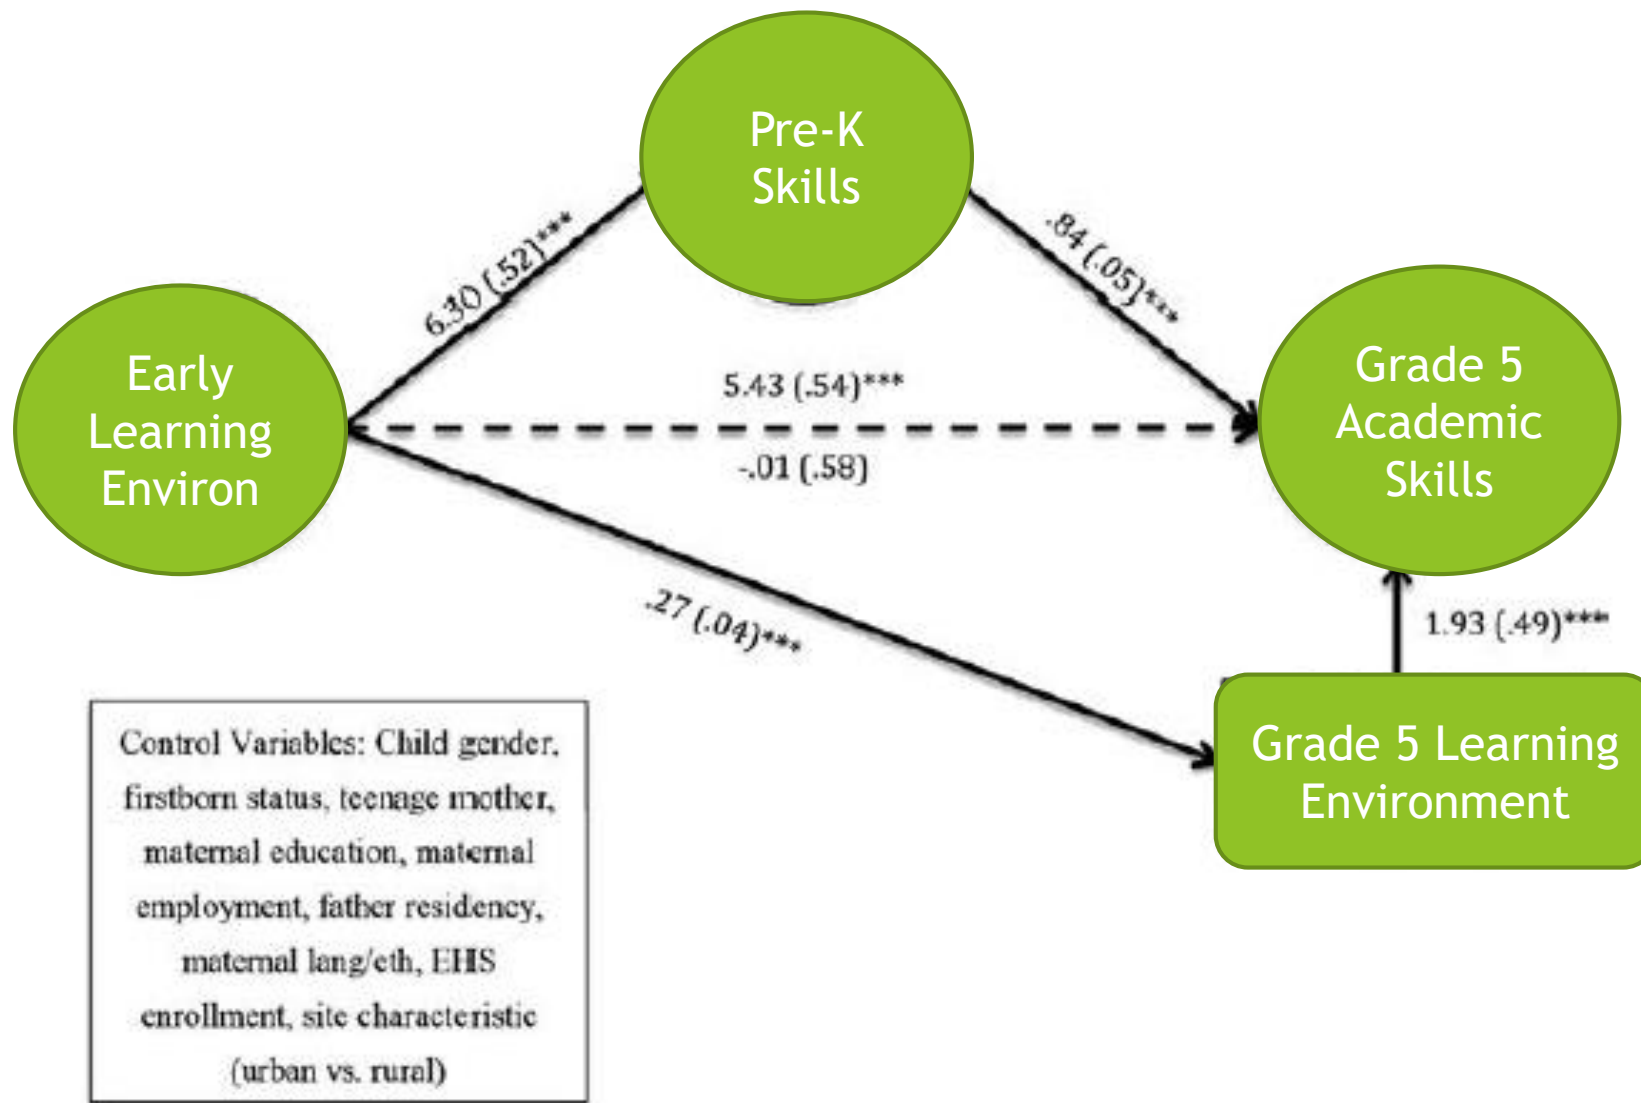 Pre-K
Skills
6.30 (.52)***
.84 (.05)***
Early
Learning
Environ
5.43 (.54)***
-.01 (.58)
Grade 5
Academic
Skills
.27 (.04)***
1.93 (.49)***
Grade 5 Learning
Environment
Control Variables: Child gender,
firstborn status, teenage mother,
maternal education, maternal
employment, father residency,
maternal lang/eth, EHS
enrollment, site characteristic
(urban vs. rural)